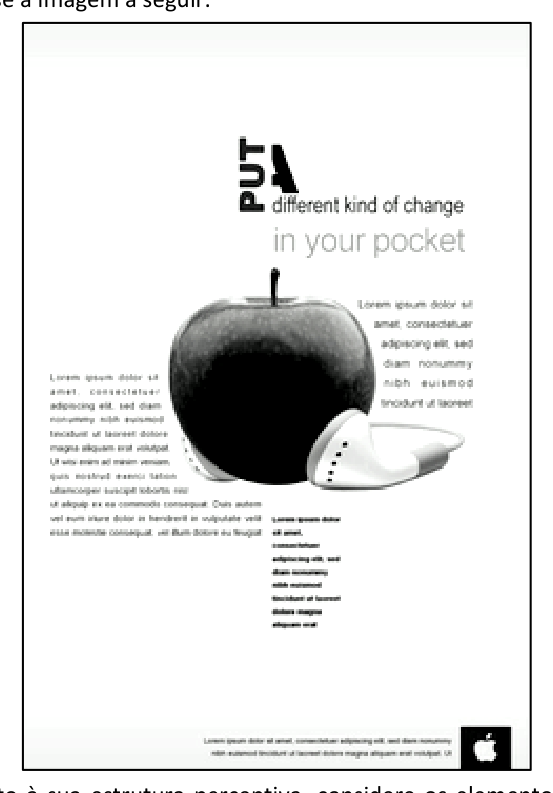 se à imagem a seguir:
PUT
A
different kind of change
in your pocket
Lorem ipsum dolor sit
amet, consectetuer
adipiscing elit, sed
diam nonummy
nibh euismod
tincidunt ut laoreet
Lorem ipsum dolor sit
amet, consectetuer
adipiscing elit, sed diam
nonummy nibh euismod
tincidunt ut laoreet dolore
magna aliquam erat volutpat.
Ut wisi enim ad minim veniam,
quis nostrud exerci tation
ullamcorper suscipit lobortis nisl
ut aliquip ex ea commodo consequat. Duis autem
vel eum iriure dolor in hendrerit in vulputate velit
esse molestie consequat, vel illum dolore eu feugiat
Lorem ipsum dolor
sit amet,
consectetuer
adipiscing elit, sed
diam nonummy
nibh euismod
tincidunt ut laoreet
dolore magna
aliquam erat
Lorem ipsum dolor sit amet, consectetuer adipiscing elit, sed diam nonummy
nibh euismod tincidunt ut laoreet dolore magna aliquam erat volutpat. Ut
à sua estrutura perceptiva, considere os elemento